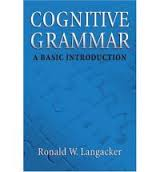 COGNITIVE
GRAMMAR
A BASIC INTRODUCTION
Ronald W. Langacker